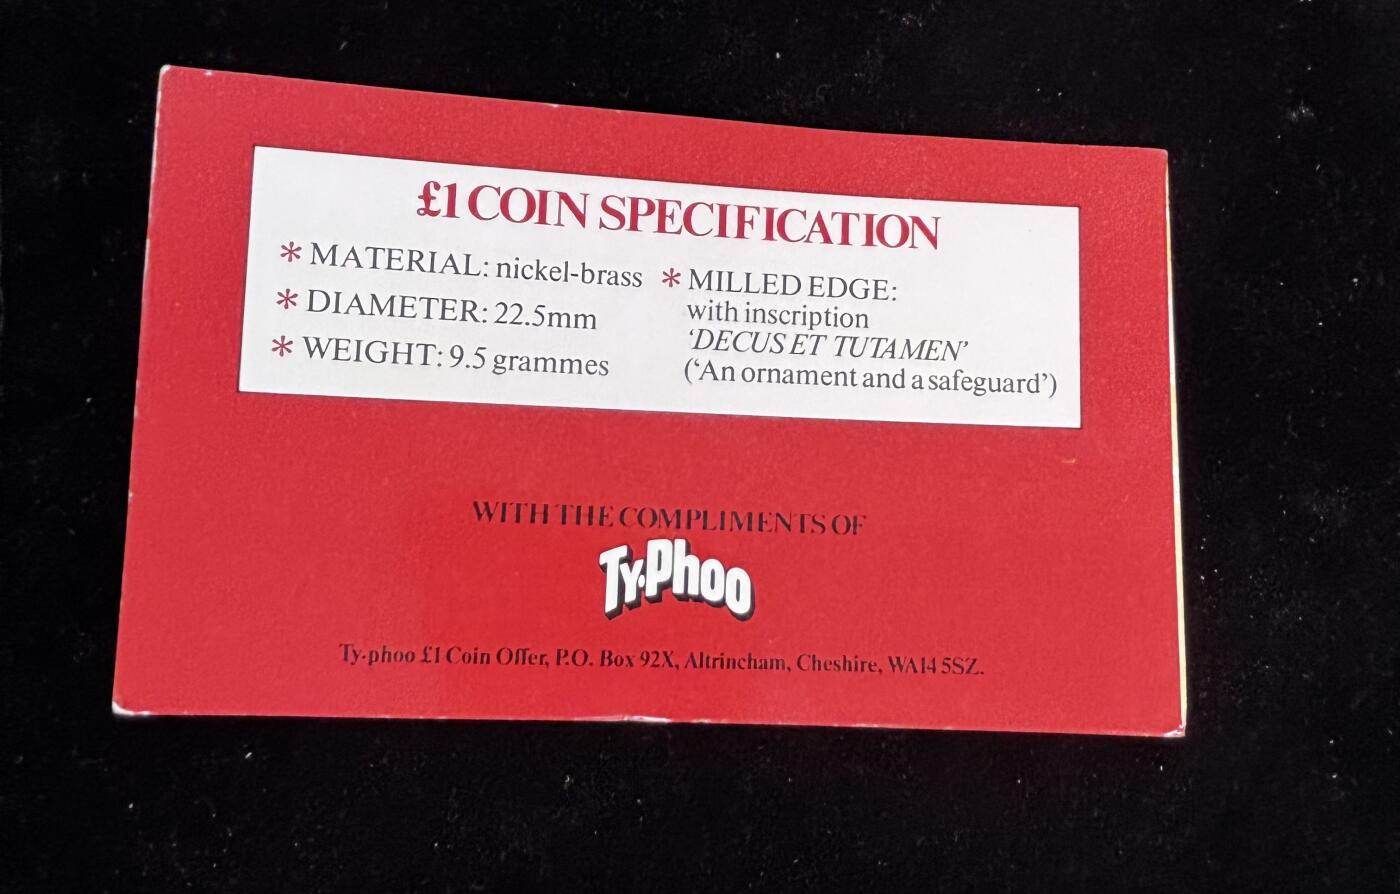 £1 COIN SPECIFICATION
* MATERIAL: nickel-brass
* DIAMETER: 22.5mm
* WEIGHT: 9.5 grammes
* MILLED EDGE:
with inscription
‘DECUS ET TUTAMEN’
(‘An ornament and a safeguard’)
WITH THE COMPLIMENTS OF
Ty·Phoo
Ty·phoo £1 Coin Offer, P.O. Box 92X, Altrincham, Cheshire, WA14 5SZ.